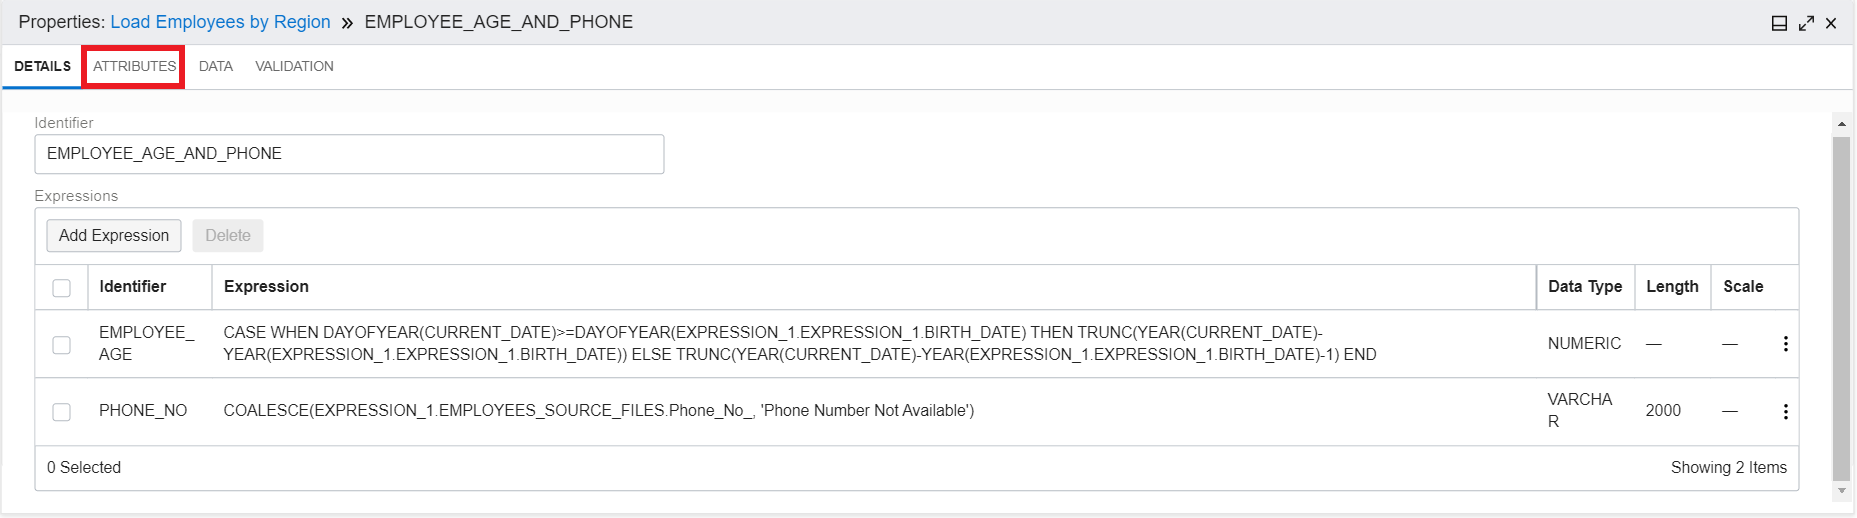 Properties: Load Employees by Region » EMPLOYEE_AGE_AND_PHONE
DETAILS ATTRIBUTES DATA VALIDATION
Identifier
EMPLOYEE_AGE_AND_PHONE
Expressions
Add Expression Delete
Identifier Expression Data Type Length Scale
EMPLOYEE_
AGE
CASE WHEN DAYOFYEAR(CURRENT_DATE)>=DAYOFYEAR(EXPRESSION_1.EXPRESSION_1.BIRTH_DATE) THEN TRUNC(YEAR(CURRENT_DATE)-
YEAR(EXPRESSION_1.EXPRESSION_1.BIRTH_DATE)) ELSE TRUNC(YEAR(CURRENT_DATE)-YEAR(EXPRESSION_1.EXPRESSION_1.BIRTH_DATE)-1) END
NUMERIC — —
PHONE_NO COALESCE(EXPRESSION_1.EMPLOYEES_SOURCE_FILES.Phone_No_, 'Phone Number Not Available')
VARCHA
R
2000 —
0 Selected Showing 2 Items